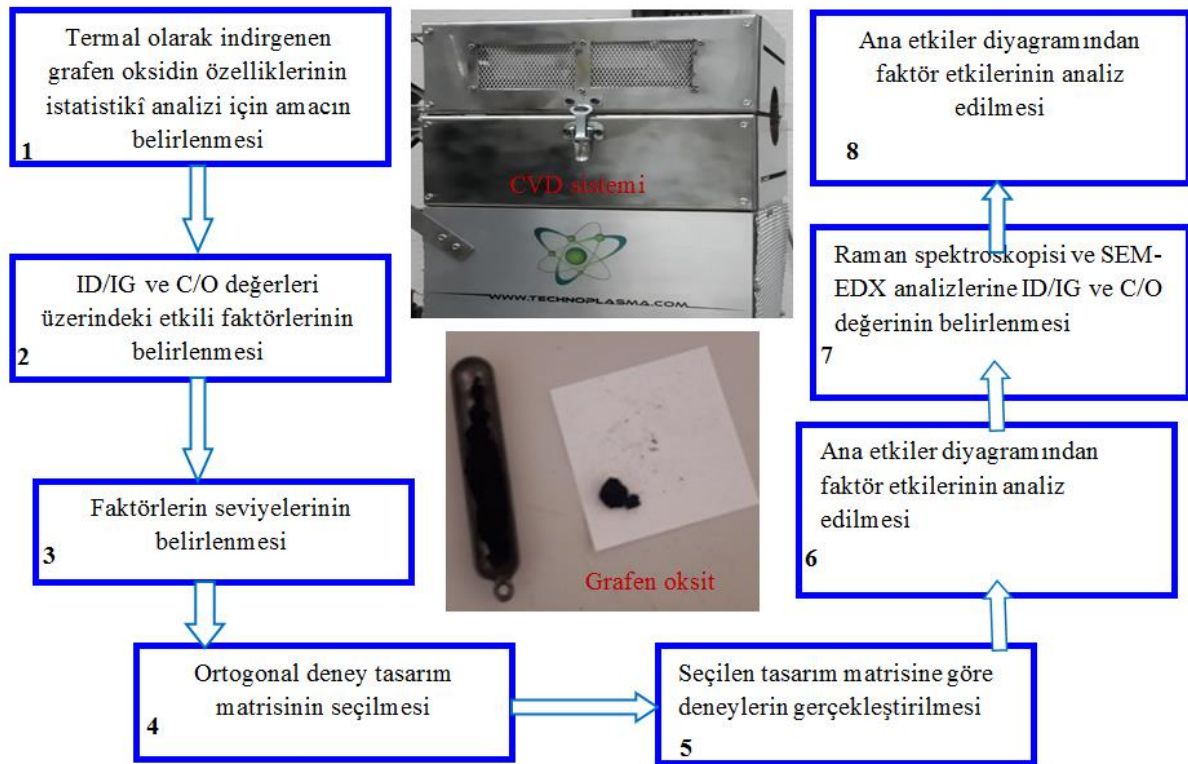 Termal olarak indirgenen
grafen oksidin özelliklerinin
istatistikî analizi için amacın
belirlenmesi
1
ID/IG ve C/O değerleri
üzerindeki etkili faktörlerinin
belirlenmesi
2
Faktörlerin seviyelerinin
belirlenmesi
3
Ortogonal deney tasarım
matrisinin seçilmesi
4
Seçilen tasarım matrisine göre
deneylerin gerçekleştirilmesi
5
Ana etkiler diyagramından
faktör etkilerinin analiz
edilmesi
6
Raman spektroskopisi ve SEM-
EDX analizlerine ID/IG ve C/O
değerinin belirlenmesi
7
Ana etkiler diyagramından
faktör etkilerinin analiz
edilmesi
8
CVD sistemi
WWW.TECHNOPLASMA.COM
Grafen oksit